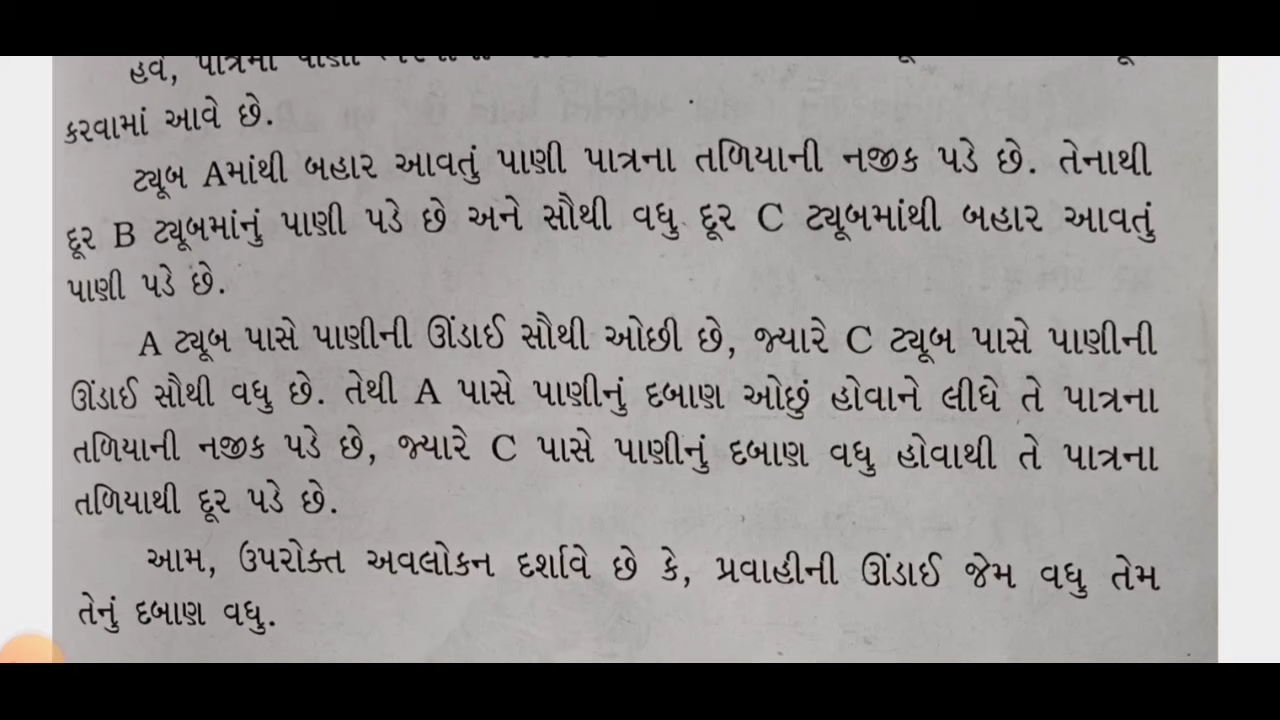 હવે, પાત્રમાં પાણી
કરવામાં આવે છે.
ટ્યૂબ Aમાંથી બહાર આવતું પાણી પાત્રના તળિયાની નજીક પડે છે. તેનાથી
દૂર B ટ્યૂબમાંનું પાણી પડે છે અને સૌથી વધુ દૂર C ટ્યૂબમાંથી બહાર આવતું
પાણી પડે છે.
A ટ્યૂબ પાસે પાણીની ઊંડાઈ સૌથી ઓછી છે, જ્યારે C ટ્યૂબ પાસે પાણીની
ઊંડાઈ સૌથી વધુ છે. તેથી A પાસે પાણીનું દબાણ ઓછું હોવાને લીધે તે પાત્રના
તળિયાની નજીક પડે છે, જ્યારે C પાસે પાણીનું દબાણ વધુ હોવાથી તે પાત્રના
તળિયાથી દૂર પડે છે.
આમ, ઉપરોક્ત અવલોકન દર્શાવે છે કે, પ્રવાહીની ઊંડાઈ જેમ વધુ તેમ
તેનું દબાણ વધુ.